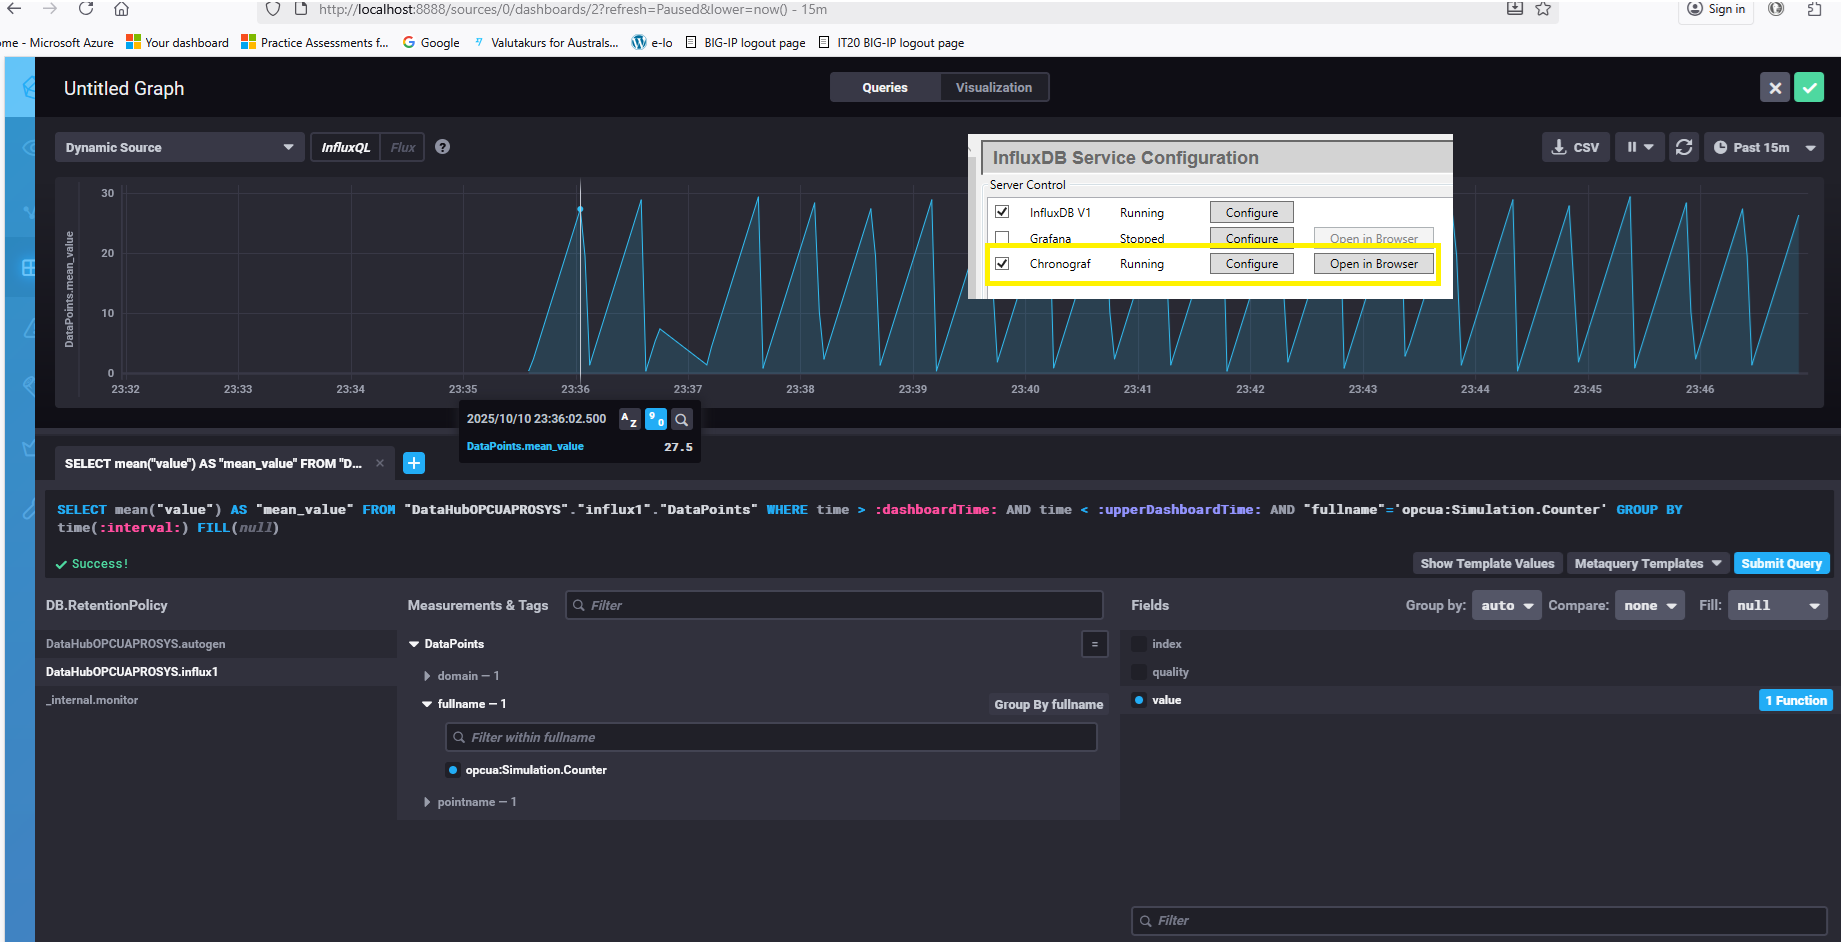 http://localhost:8888/sources/0/dashboards/2?refresh=Paused&lower=now() - 15m
Sign in
ome - Microsoft Azure
Your dashboard
Practice Assessments f...
Google
Valutakurs for Australs...
e-lo
BIG-IP logout page
IT20 BIG-IP logout page
Untitled Graph
Queries
Visualization
Dynamic Source
InfluxQL
Flux
?
CSV
Past 15m
InfluxDB Service Configuration
Server Control
InfluxDB V1 Running Configure
Grafana Stopped Configure Open in Browser
Chronograf Running Configure Open in Browser
DataPoints.mean_value
30
20
10
0
23:32 23:33 23:34 23:35 23:36 23:37 23:38 23:39 23:40 23:41 23:42 23:43 23:44 23:45 23:46
2025/10/10 23:36:02.500 A Z 9 0
DataPoints.mean_value 27.5
SELECT mean("value") AS "mean_value" FROM "D...
SELECT mean("value") AS "mean_value" FROM "DataHubOPCUAPROSYS"."influx1"."DataPoints" WHERE time > :dashboardTime: AND time < :upperDashboardTime: AND "fullname"='opcua:Simulation.Counter' GROUP BY
time(:interval:) FILL(null)
Success!
Show Template Values
Metaquery Templates
Submit Query
DB.RetentionPolicy
DataHubOPCUAPROSYS.autogen
DataHubOPCUAPROSYS.influx1
_internal.monitor
Measurements & Tags
Filter
DataPoints
=
domain — 1
fullname — 1
Group By fullname
Filter within fullname
opcua:Simulation.Counter
pointname — 1
Fields
Group by: auto
Compare: none
Fill: null
index
quality
value
1 Function
Filter